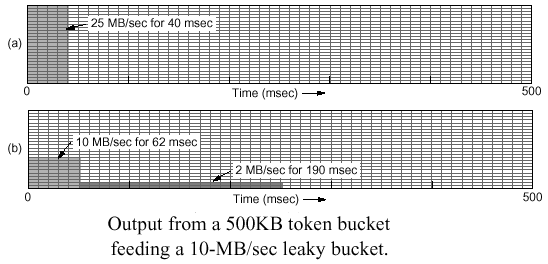 25 MB/sec for 40 msec
(a)
0
Time (msec)
500
10 MB/sec for 62 msec
(b)
2 MB/sec for 190 msec
0
Time (msec)
500
Output from a 500KB token bucket
feeding a 10-MB/sec leaky bucket.